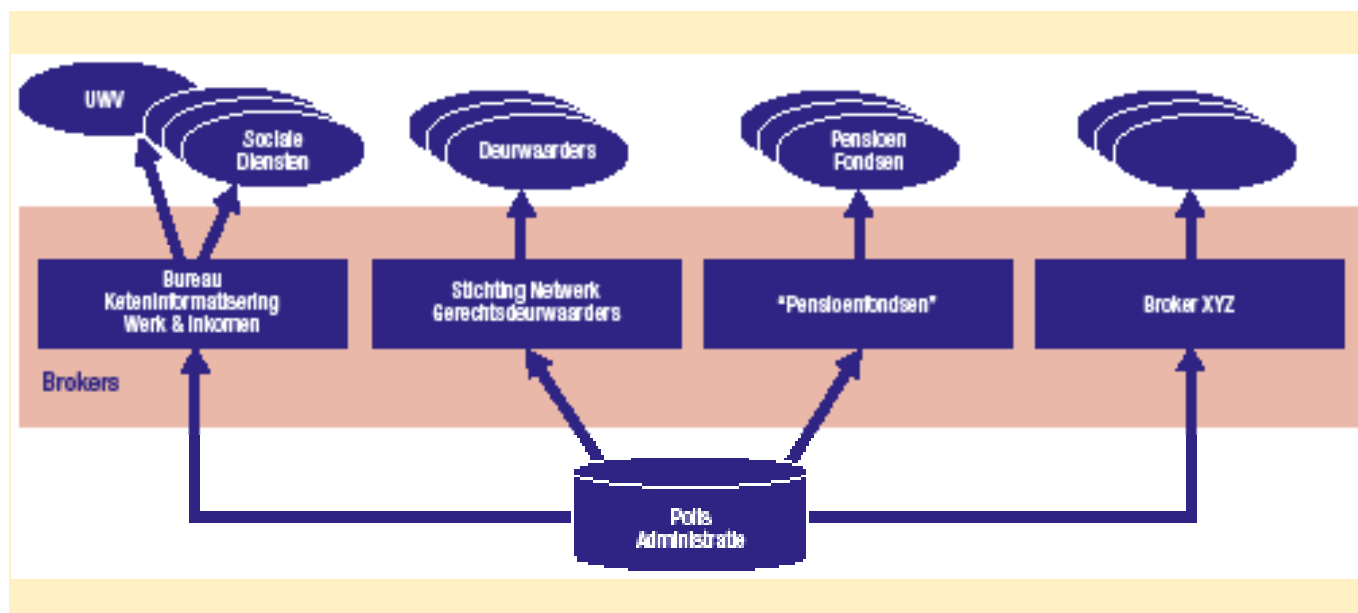 UWV
Sociale
Diensten
Deurwaarders
Pensioen
Fondsen
Bureau
Keteninformatisering
Werk & Inkomen
Stichting Netwerk
Gerechtsdeurwaarders
"Pensioenfondsen"
Broker XYZ
Brokers
Polis
Administratie